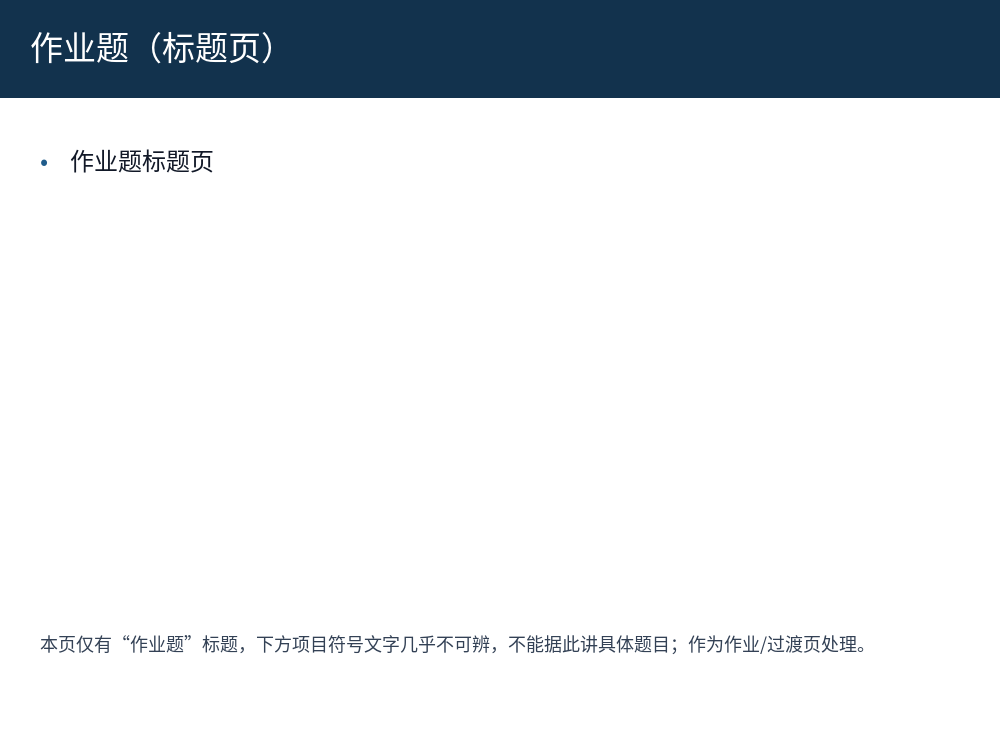 作业题（标题页）
• 作业题标题页
本页仅有“作业题”标题，下方项目符号文字几乎不可辨，不能据此讲具体题目；作为作业/过渡页处理。